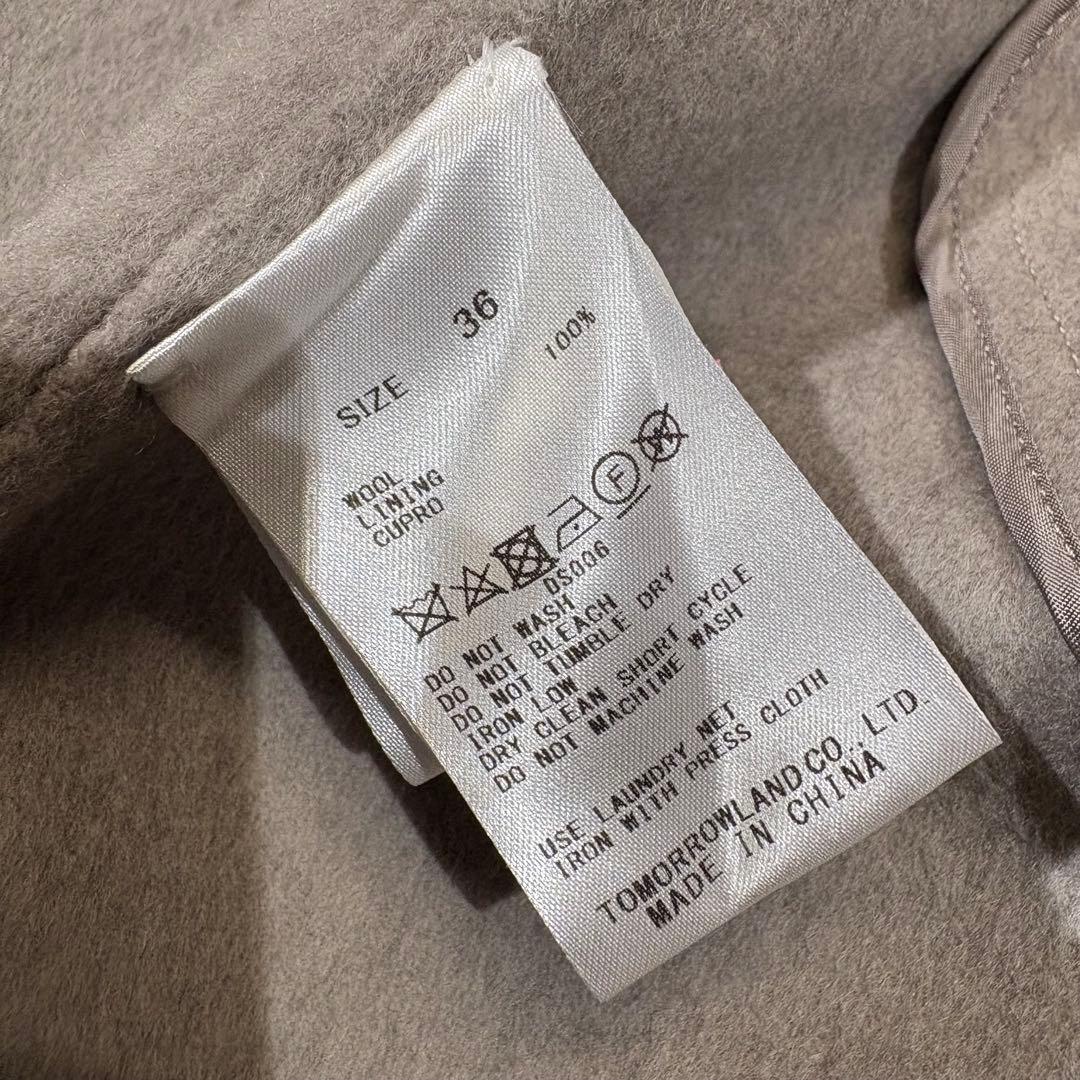 SIZE 36
WOOL 100%
LINING
CUPRO
F W
DS006
DO NOT WASH
DO NOT BLEACH
DO NOT TUMBLE DRY
IRON LOW
DRY CLEAN SHORT CYCLE
DO NOT MACHINE WASH
USE LAUNDRY NET
IRON WITH PRESS CLOTH
TOMORROWLAND CO., LTD.
MADE IN CHINA